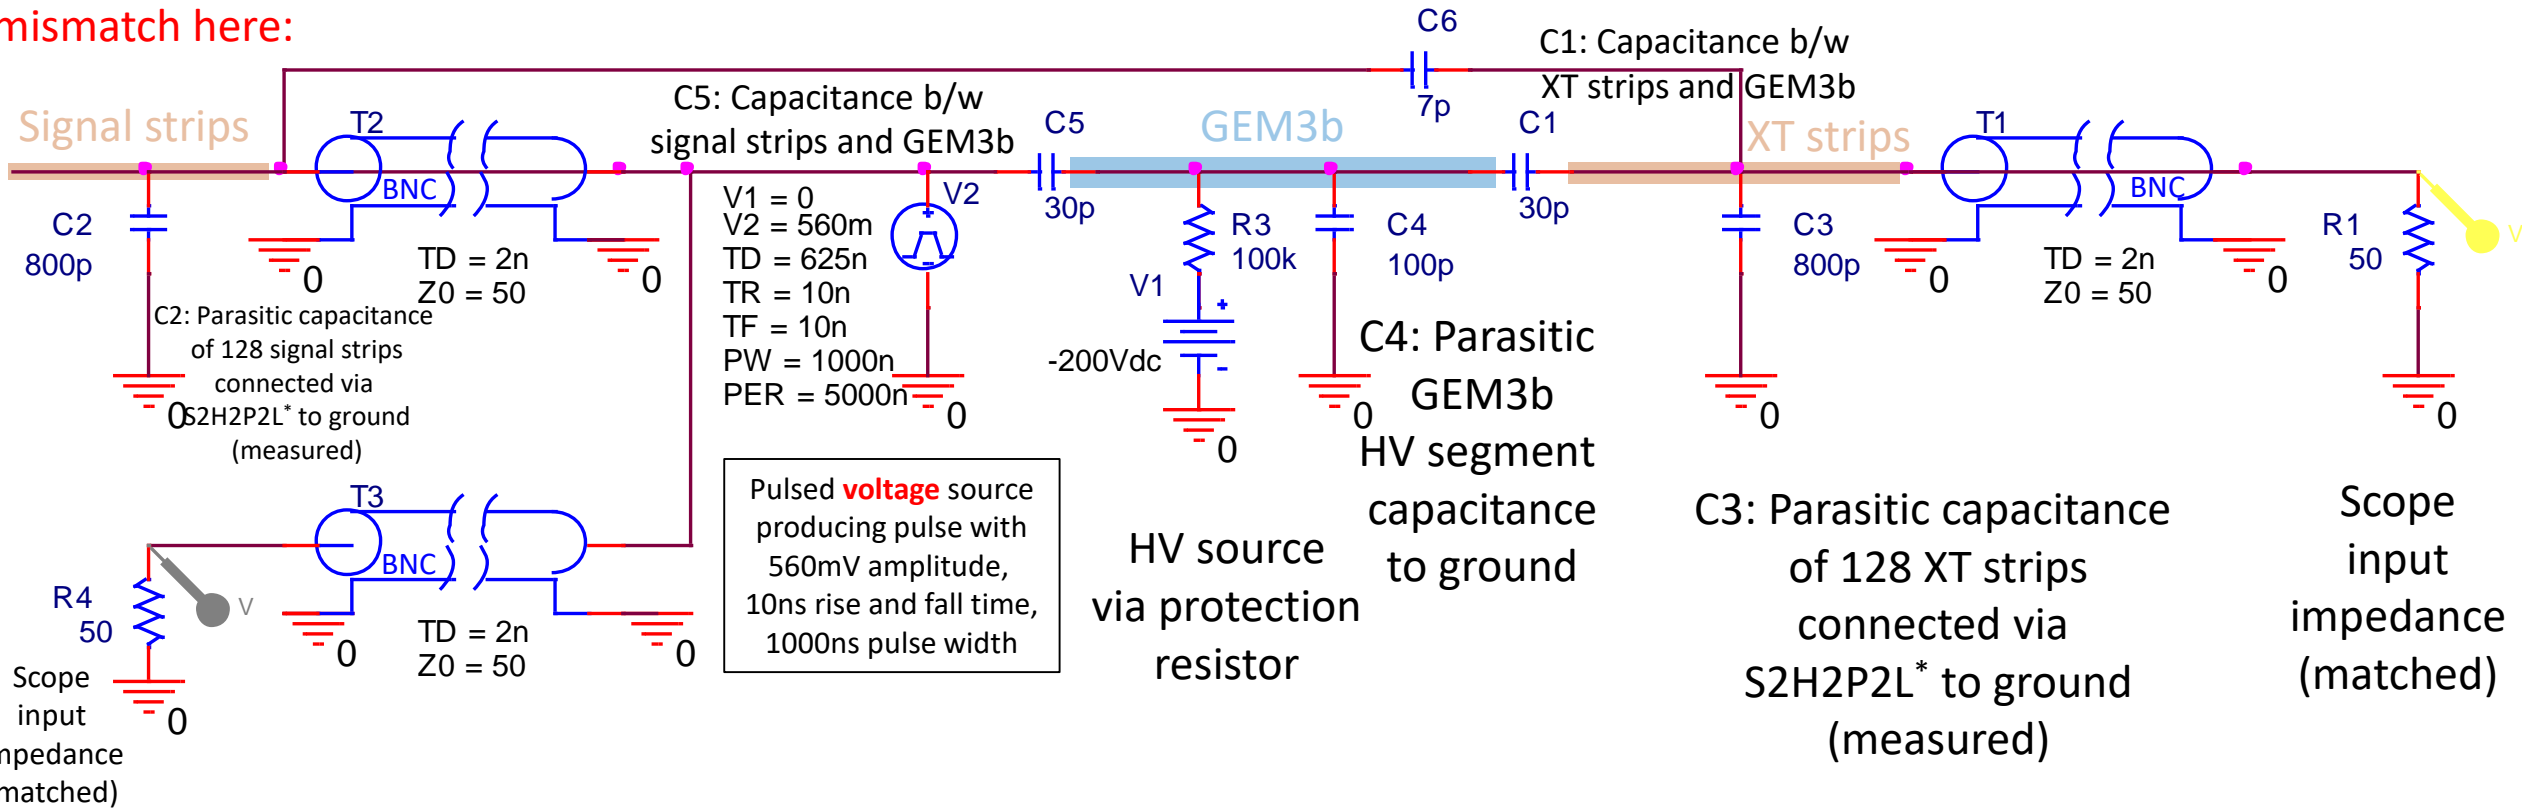 mismatch here:
C6
7p
C1: Capacitance b/w
XT strips and GEM3b
Signal strips
T2
BNC
TD = 2n
Z0 = 50
0
0
C5: Capacitance b/w
signal strips and GEM3b
C5
30p
GEM3b
C1
30p
XT strips
T1
BNC
TD = 2n
Z0 = 50
0
0
C2
800p
0
C2: Parasitic capacitance
of 128 signal strips
connected via
S2H2P2L* to ground
(measured)
V1 = 0
V2 = 560m
TD = 625n
TR = 10n
TF = 10n
PW = 1000n
PER = 5000n
V2
0
R3
100k
V1
-200Vdc
0
C4
100p
0
C4: Parasitic
GEM3b
HV segment
capacitance
to ground
C3
800p
0
R1
50
V
0
T3
BNC
TD = 2n
Z0 = 50
0
0
R4
50
V
0
Scope
input
mpedance
matched)
Pulsed voltage source
producing pulse with
560mV amplitude,
10ns rise and fall time,
1000ns pulse width
HV source
via protection
resistor
C3: Parasitic capacitance
of 128 XT strips
connected via
S2H2P2L* to ground
(measured)
Scope
input
impedance
(matched)